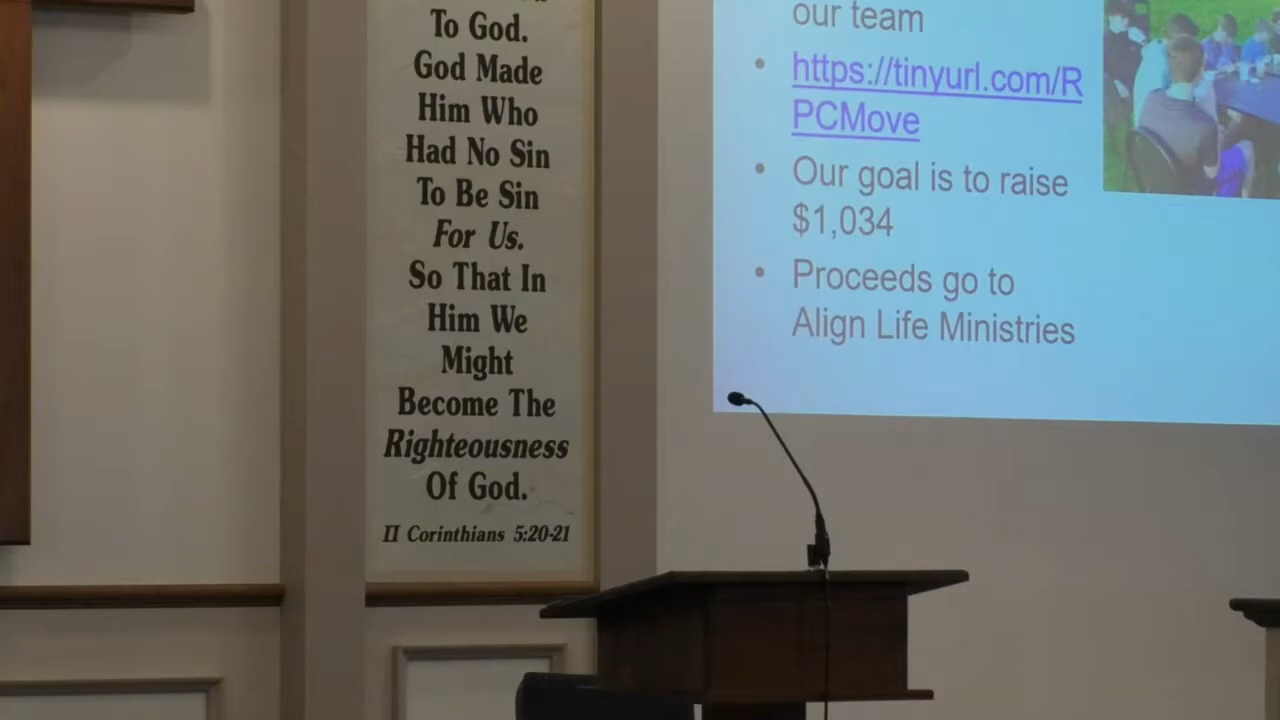 To God.
God Made
Him Who
Had No Sin
To Be Sin
For Us.
So That In
Him We
Might
Become The
Righteousness
Of God.
II Corinthians 5:20-21
our team
• https://tinyurl.com/R
PCMove
• Our goal is to raise
$1,034
• Proceeds go to
Align Life Ministries